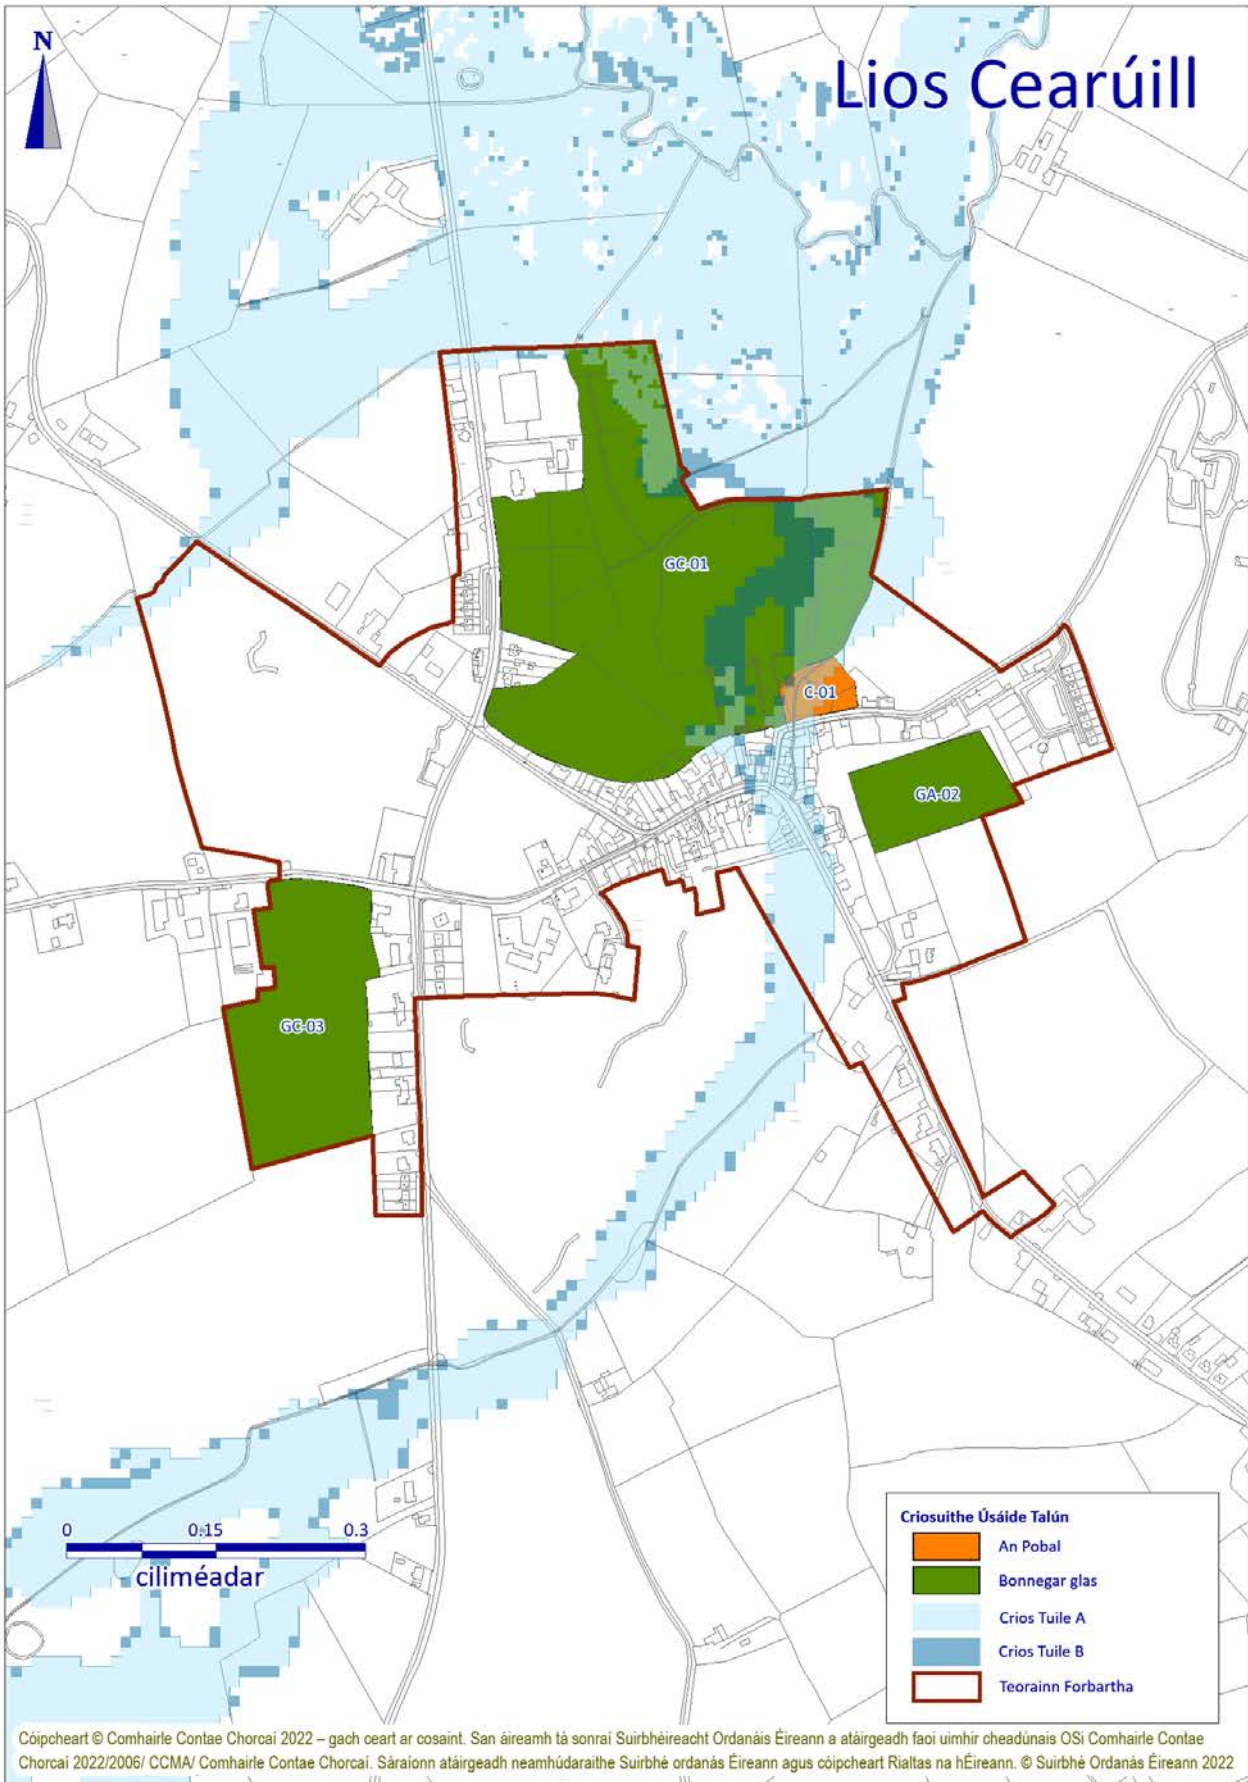 N
Lios Cearúill
GC-01
C-01
GA-02
GC-03
0 0.15 0.3
ciliméadar
Criosuithe Úsáide Talún
An Pobal
Bonnegar glas
Crios Tuile A
Crios Tuile B
Teorainn Forbartha
Cóipcheart © Comhairle Contae Chorcaí 2022 – gach ceart ar cosaint. San áireamh tá sonraí Suirbhéireacht Ordanáis Éireann a atáirgeadh faoi uimhir cheadúnais OSi Comhairle Contae
Chorcaí 2022/2006/ CCMA/ Comhairle Contae Chorcaí. Sáraíonn atáirgeadh neamhúdaraithe Suirbhé ordanás Éireann agus cóipcheart Rialtas na hÉireann. © Suirbhé Ordanás Éireann 2022